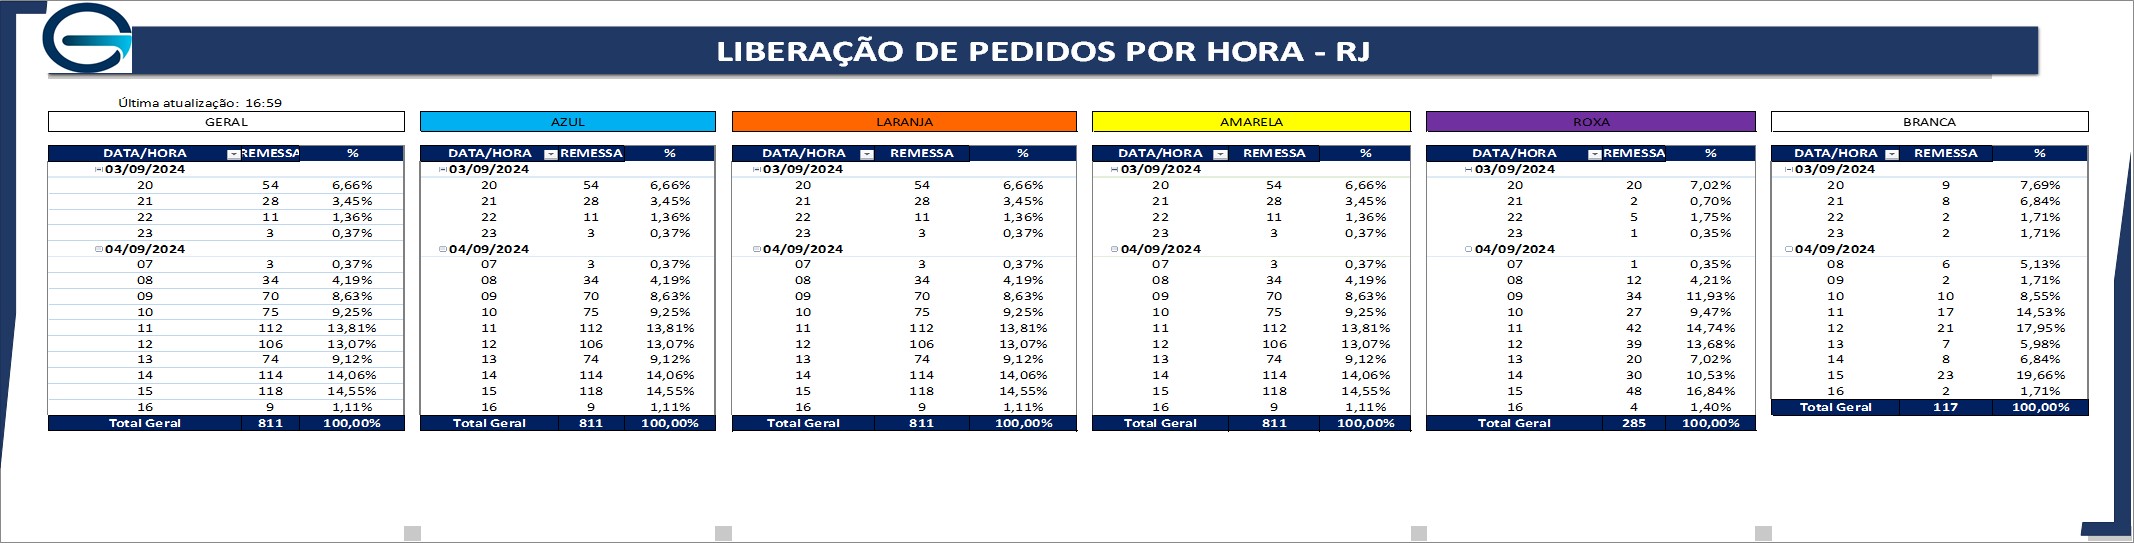 LIBERAÇÃO DE PEDIDOS POR HORA - RJ
Última atualização: 16:59
GERAL AZUL LARANJA AMARELA ROXA BRANCA
DATA/HORA REMESSA % DATA/HORA REMESSA % DATA/HORA REMESSA % DATA/HORA REMESSA % DATA/HORA REMESSA % DATA/HORA REMESSA %
03/09/2024 03/09/2024 03/09/2024 03/09/2024 03/09/2024 03/09/2024
20 54 6,66% 20 54 6,66% 20 54 6,66% 20 54 6,66% 20 20 7,02% 20 9 7,69%
21 28 3,45% 21 28 3,45% 21 28 3,45% 21 28 3,45% 21 2 0,70% 21 8 6,84%
22 11 1,36% 22 11 1,36% 22 11 1,36% 22 11 1,36% 22 5 1,75% 22 2 1,71%
23 3 0,37% 23 3 0,37% 23 3 0,37% 23 3 0,37% 23 1 0,35% 23 2 1,71%
04/09/2024 04/09/2024 04/09/2024 04/09/2024 04/09/2024 04/09/2024
07 3 0,37% 07 3 0,37% 07 3 0,37% 07 3 0,37% 07 1 0,35% 08 6 5,13%
08 34 4,19% 08 34 4,19% 08 34 4,19% 08 34 4,19% 08 12 4,21% 09 2 1,71%
09 70 8,63% 09 70 8,63% 09 70 8,63% 09 70 8,63% 09 34 11,93% 10 10 8,55%
10 75 9,25% 10 75 9,25% 10 75 9,25% 10 75 9,25% 10 27 9,47% 11 17 14,53%
11 112 13,81% 11 112 13,81% 11 112 13,81% 11 112 13,81% 11 42 14,74% 12 21 17,95%
12 106 13,07% 12 106 13,07% 12 106 13,07% 12 106 13,07% 12 39 13,68% 13 7 5,98%
13 74 9,12% 13 74 9,12% 13 74 9,12% 13 74 9,12% 13 20 7,02% 14 8 6,84%
14 114 14,06% 14 114 14,06% 14 114 14,06% 14 114 14,06% 14 30 10,53% 15 23 19,66%
15 118 14,55% 15 118 14,55% 15 118 14,55% 15 118 14,55% 15 48 16,84% 16 2 1,71%
16 9 1,11% 16 9 1,11% 16 9 1,11% 16 9 1,11% 16 4 1,40% Total Geral 117 100,00%
Total Geral 811 100,00% Total Geral 811 100,00% Total Geral 811 100,00% Total Geral 811 100,00% Total Geral 285 100,00%